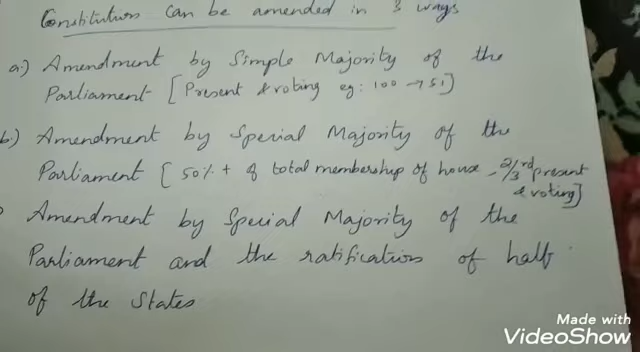 Constitution can be amended in 3 ways
a.) Amendment by Simple Majority of the
Parliament [Present & voting eg: 100 → 51]
b.) Amendment by Special Majority of the
Parliament [50% + of total membership of house - 2/3rd present
& voting]
Amendment by Special Majority of the
Parliament and the ratification of half
of the States
Made with
VideoShow